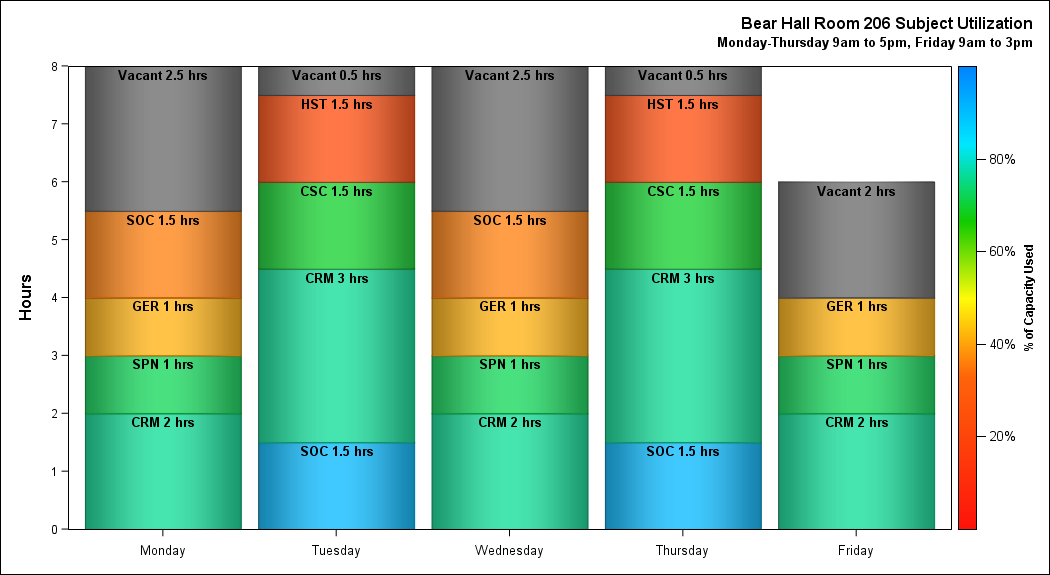 Bear Hall Room 206 Subject Utilization
Monday-Thursday 9am to 5pm, Friday 9am to 3pm
Hours
8
7
6
5
4
3
2
1
0
Vacant 2.5 hrs
SOC 1.5 hrs
GER 1 hrs
SPN 1 hrs
CRM 2 hrs
Monday
Vacant 0.5 hrs
HST 1.5 hrs
CSC 1.5 hrs
CRM 3 hrs
SOC 1.5 hrs
Tuesday
Vacant 2.5 hrs
SOC 1.5 hrs
GER 1 hrs
SPN 1 hrs
CRM 2 hrs
Wednesday
Vacant 0.5 hrs
HST 1.5 hrs
CSC 1.5 hrs
CRM 3 hrs
SOC 1.5 hrs
Thursday
Vacant 2 hrs
GER 1 hrs
SPN 1 hrs
CRM 2 hrs
Friday
80%
60%
40%
20%
% of Capacity Used